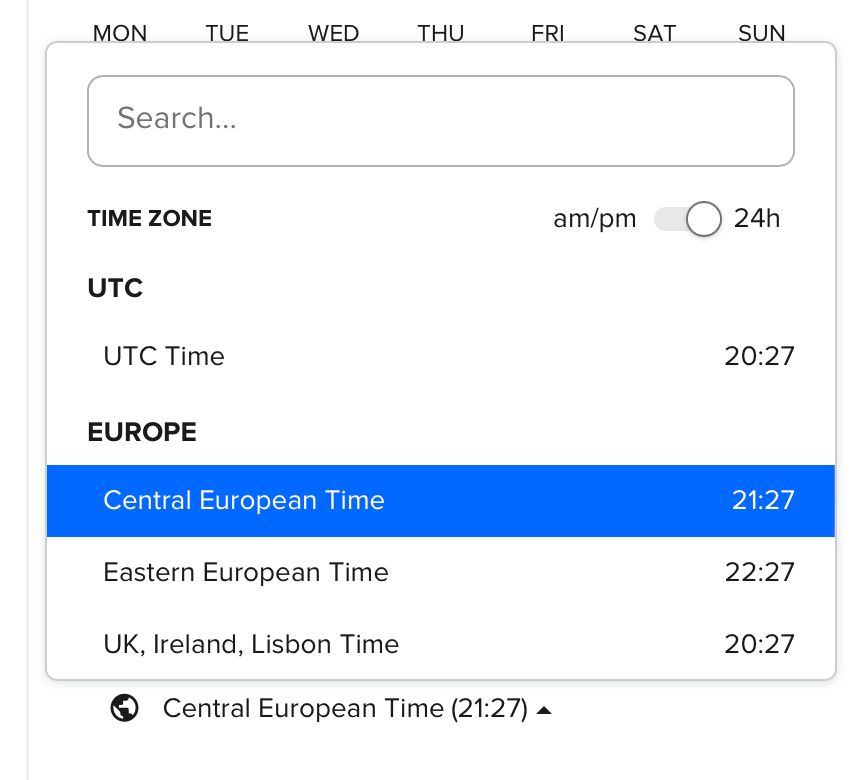 MON TUE WED THU FRI SAT SUN
Search...
TIME ZONE am/pm 24h
UTC
UTC Time 20:27
EUROPE
Central European Time 21:27
Eastern European Time 22:27
UK, Ireland, Lisbon Time 20:27
Central European Time (21:27)